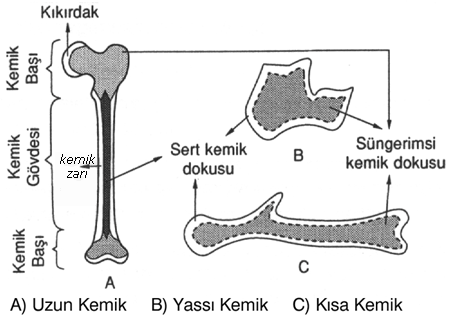 Kıkırdak
Kemik
Başı
Kemik
Gövdesi
kemik
zarı
Kemik
Başı
A
Sert kemik
dokusu
B
Süngerimsi
kemik dokusu
C
A) Uzun Kemik B) Yassı Kemik C) Kısa Kemik